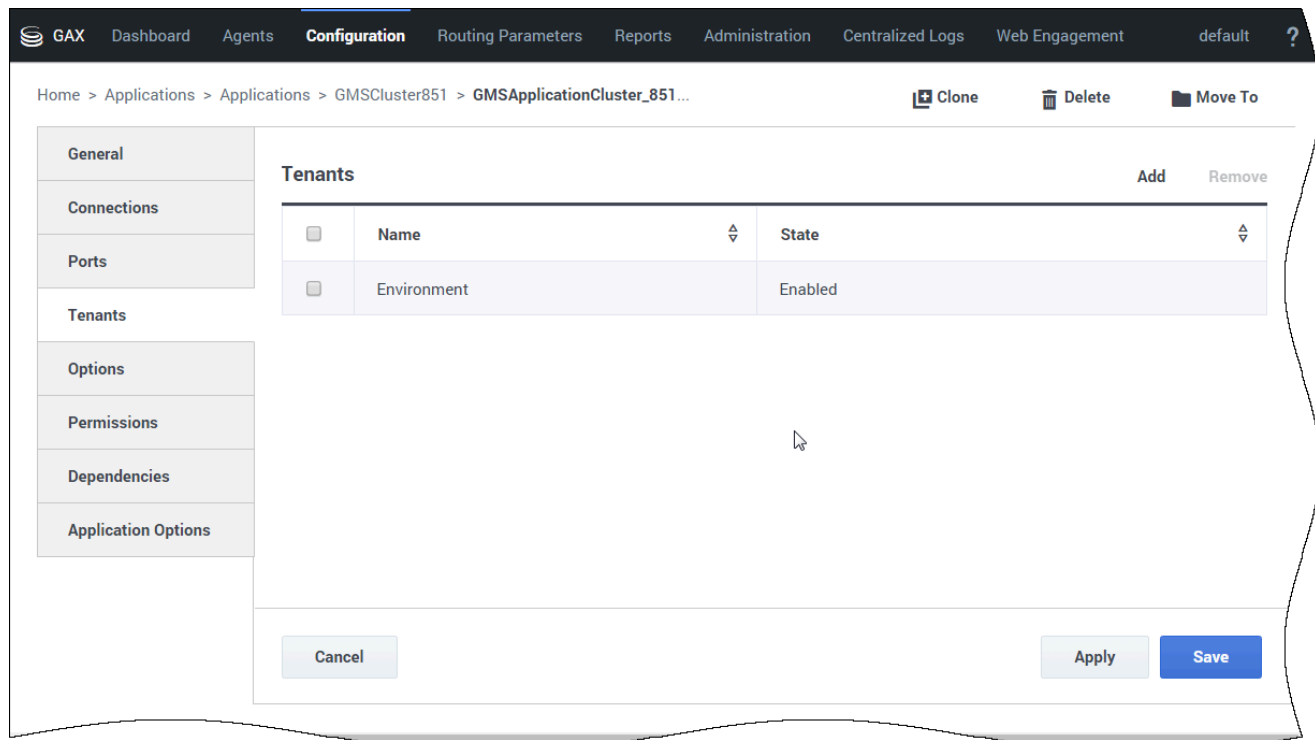 GAX Dashboard Agents Configuration Routing Parameters Reports Administration Centralized Logs Web Engagement default ?
Home > Applications > Applications > GMSCluster851 > GMSApplicationCluster_851...
Clone Delete Move To
General
Connections
Ports
Tenants
Options
Permissions
Dependencies
Application Options
Tenants
Add Remove
Name State
Environment Enabled
Cancel Apply Save